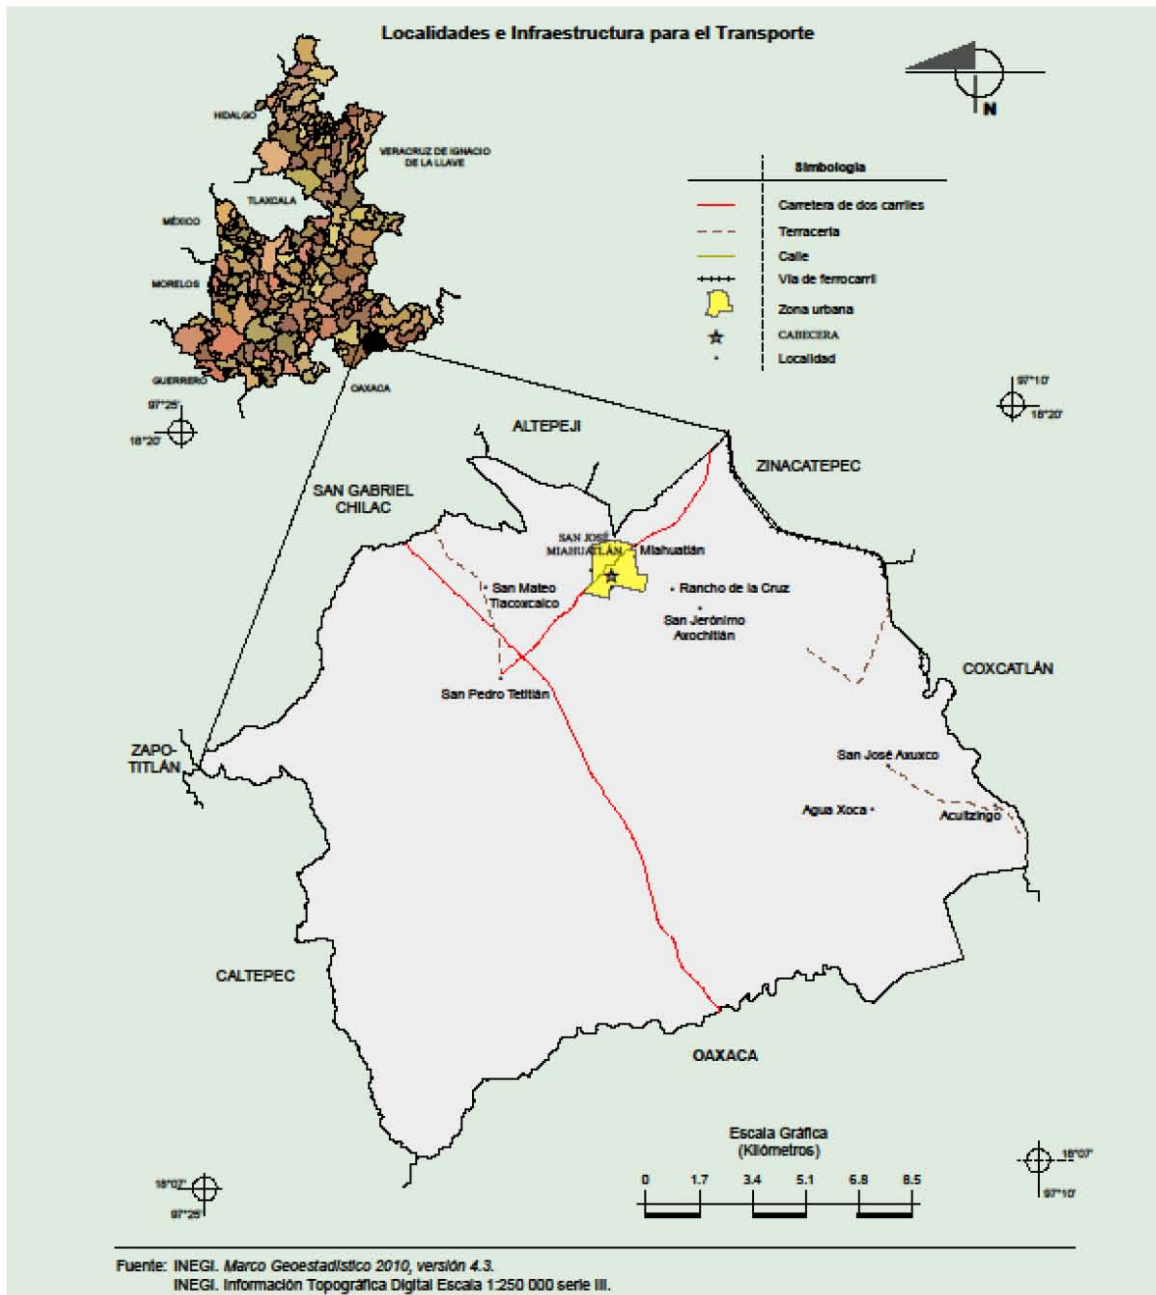 Localidades e Infraestructura para el Transporte
N
HIDALGO
VERACRUZ DE IGNACIO
DE LA LLAVE
TLAXCALA
MÉXICO
MORELOS
GUERRERO
OAXACA
Simbología
Carretera de dos carriles
Terracería
Calle
Vía de ferrocarril
Zona urbana
CABECERA
Localidad
97°25'
18°20'
97°10'
18°20'
ALTEPEJI
ZINACATEPEC
SAN GABRIEL
CHILAC
SAN JOSÉ
MIAHUATLÁN
Miahuatlán
San Mateo
Tlacoxcalco
Rancho de la Cruz
San Jerónimo
Axochitlán
COXCATLÁN
San Pedro Tetitlán
ZAPO-
TITLÁN
San José Axuxco
Agua Xoca
Acultzingo
CALTEPEC
OAXACA
Escala Gráfica
(Kilómetros)
0 1.7 3.4 5.1 6.8 8.5
18°07'
97°25'
18°07'
97°10'
Fuente: INEGI. Marco Geoestadístico 2010, versión 4.3.
INEGI. Información Topográfica Digital Escala 1:250 000 serie III.